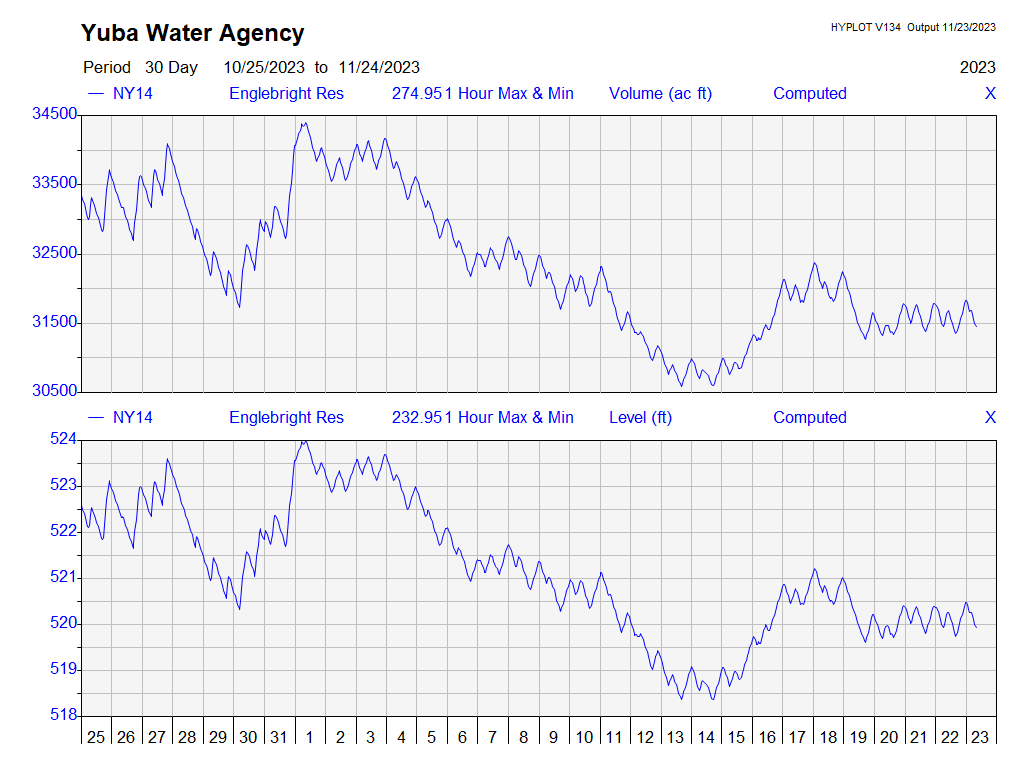 Yuba Water Agency
HYPLOT V134 Output 11/23/2023
Period 30 Day 10/25/2023 to 11/24/2023
2023
NY14 Englebright Res 274.951 Hour Max & Min Volume (ac ft) Computed X
34500
33500
32500
31500
30500
NY14 Englebright Res 232.951 Hour Max & Min Level (ft) Computed X
524
523
522
521
520
519
518
25 26 27 28 29 30 31 1 2 3 4 5 6 7 8 9 10 11 12 13 14 15 16 17 18 19 20 21 22 23